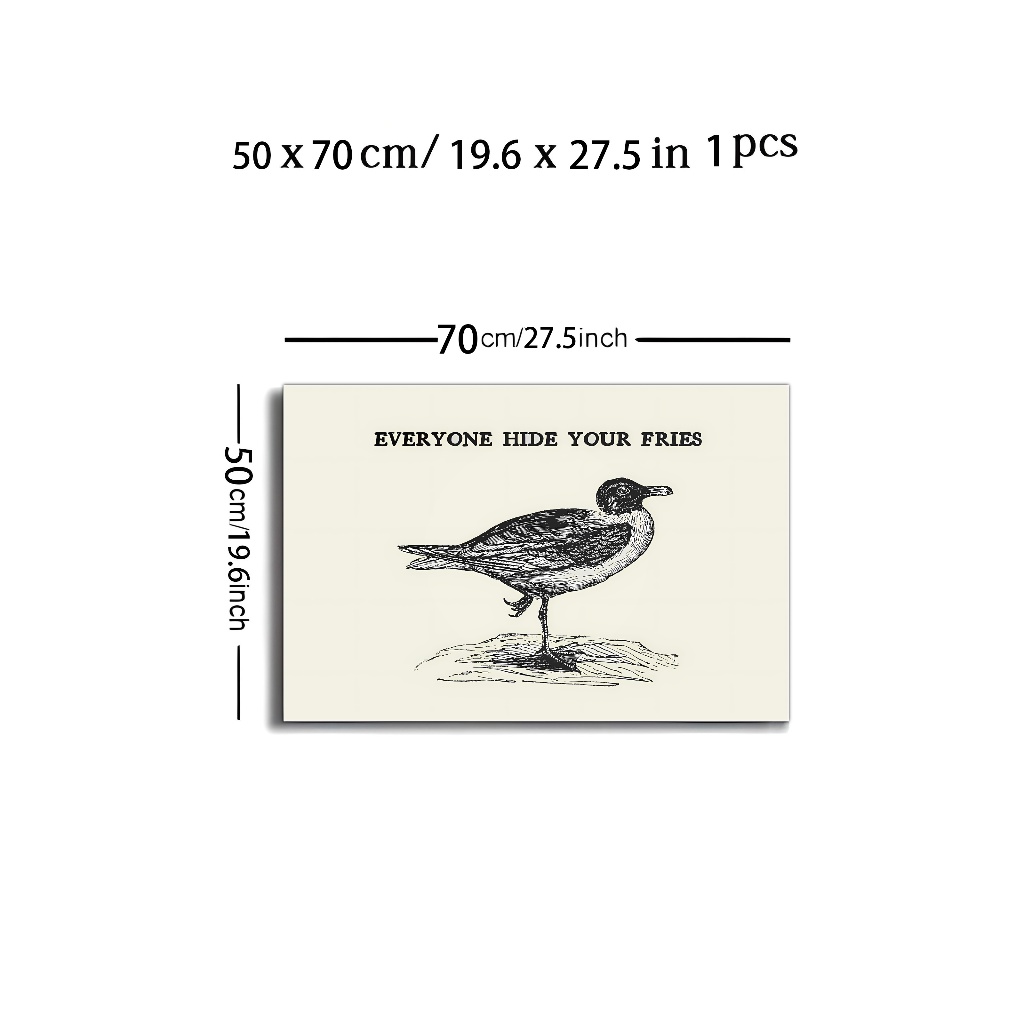 50 x 70 cm/ 19.6 x 27.5 in 1 pcs
70cm/27.5inch
50cm/19.6inch
EVERYONE HIDE YOUR FRIES